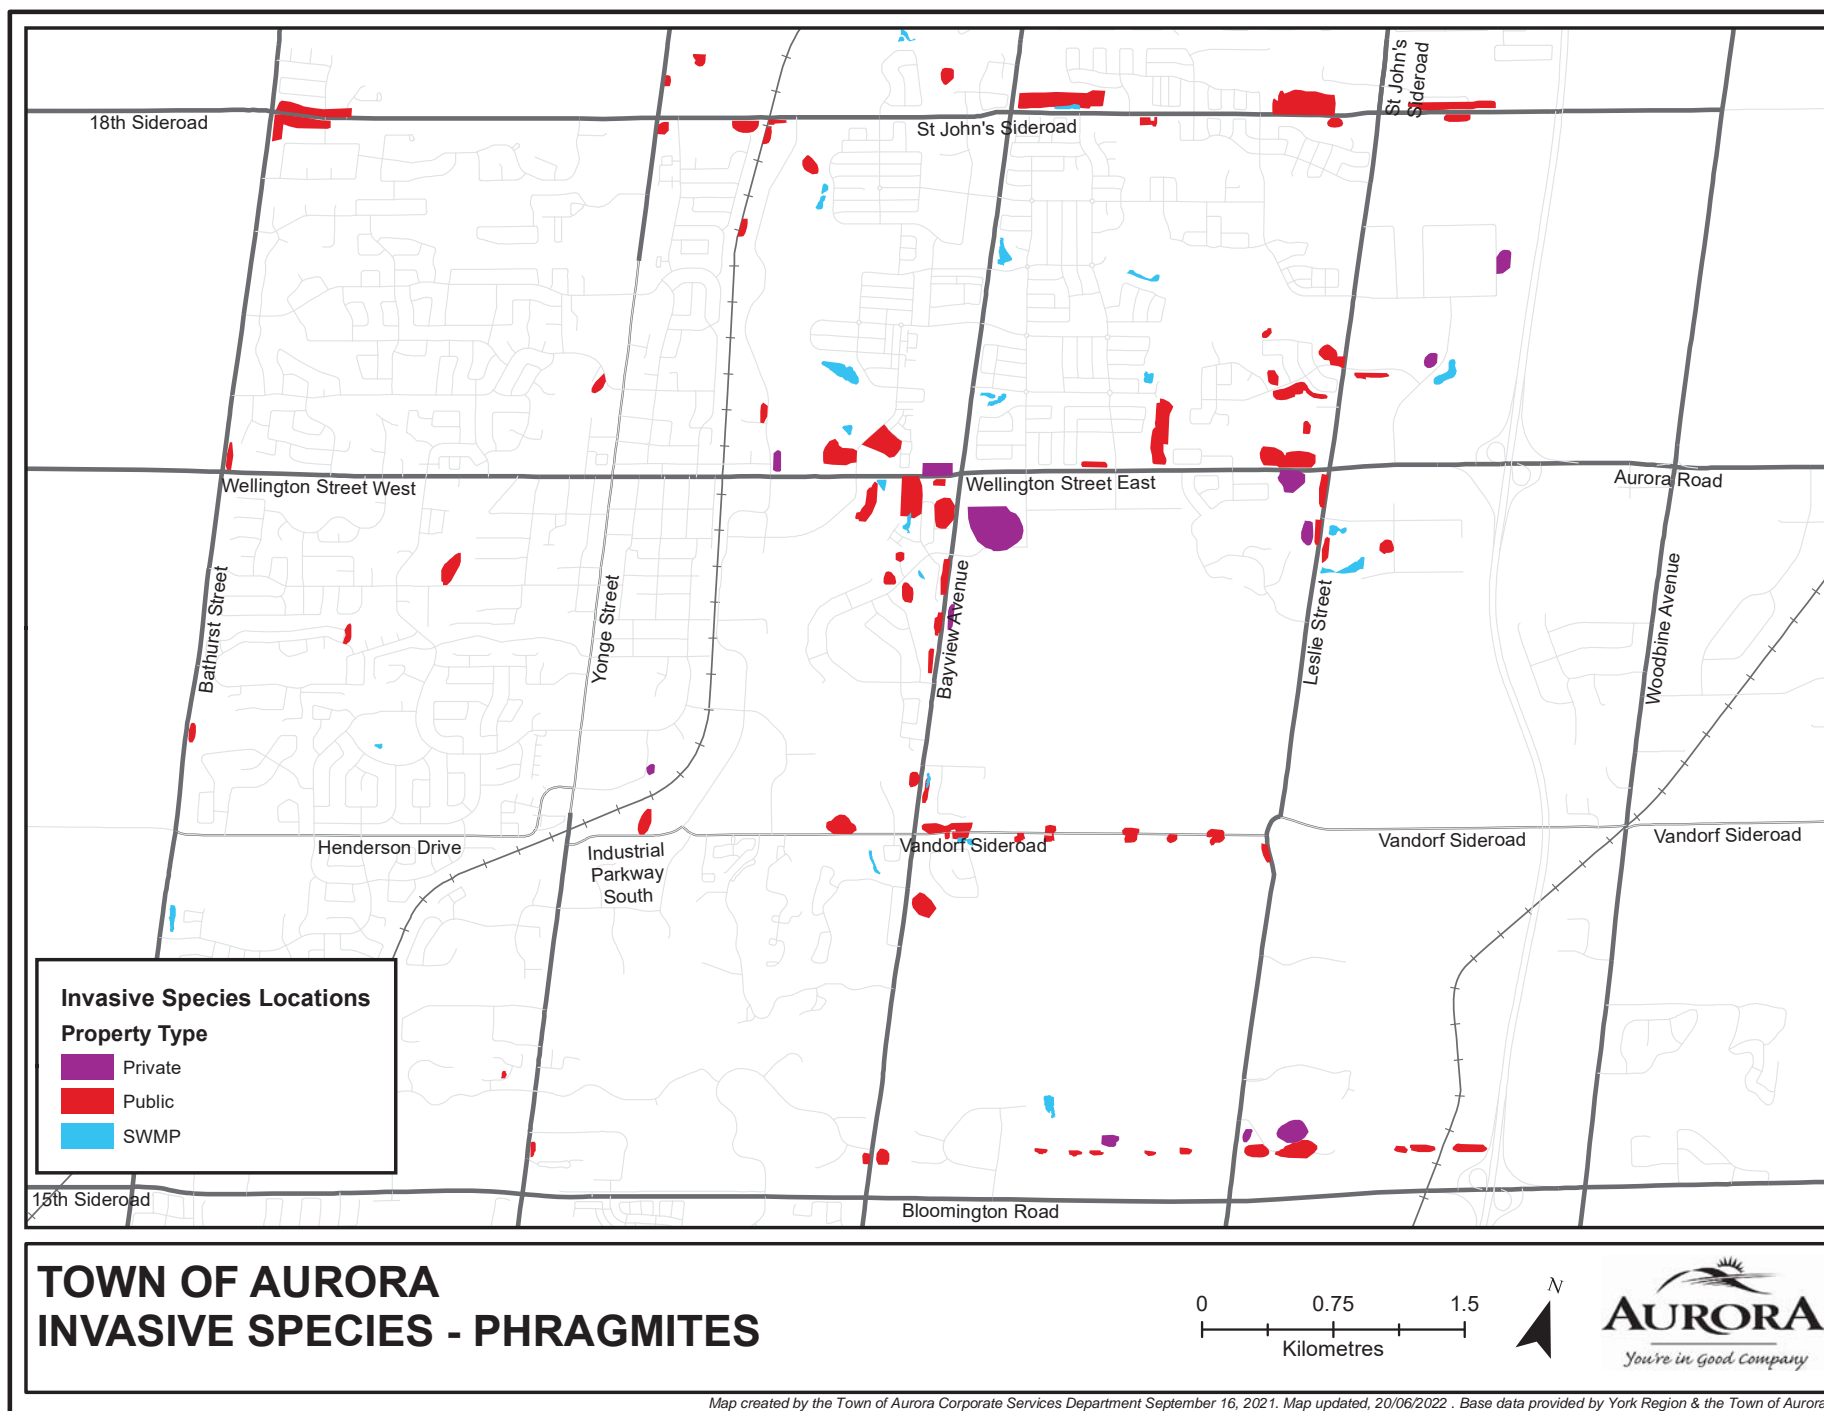 St John's
Sideroad
18th Sideroad
St John's Sideroad
Wellington Street West
Wellington Street East
Aurora Road
Bathurst Street
Yonge Street
Bayview Avenue
Leslie Street
Woodbine Avenue
Henderson Drive
Industrial
Parkway
South
Vandorf Sideroad
Vandorf Sideroad
Vandorf Sideroad
Invasive Species Locations
Property Type
Private
Public
SWMP
15th Sideroad
Bloomington Road
TOWN OF AURORA
INVASIVE SPECIES - PHRAGMITES
0 0.75 1.5
Kilometres
N
AURORA
You're in Good Company
Map created by the Town of Aurora Corporate Services Department September 16, 2021. Map updated, 20/06/2022 . Base data provided by York Region & the Town of Aurora